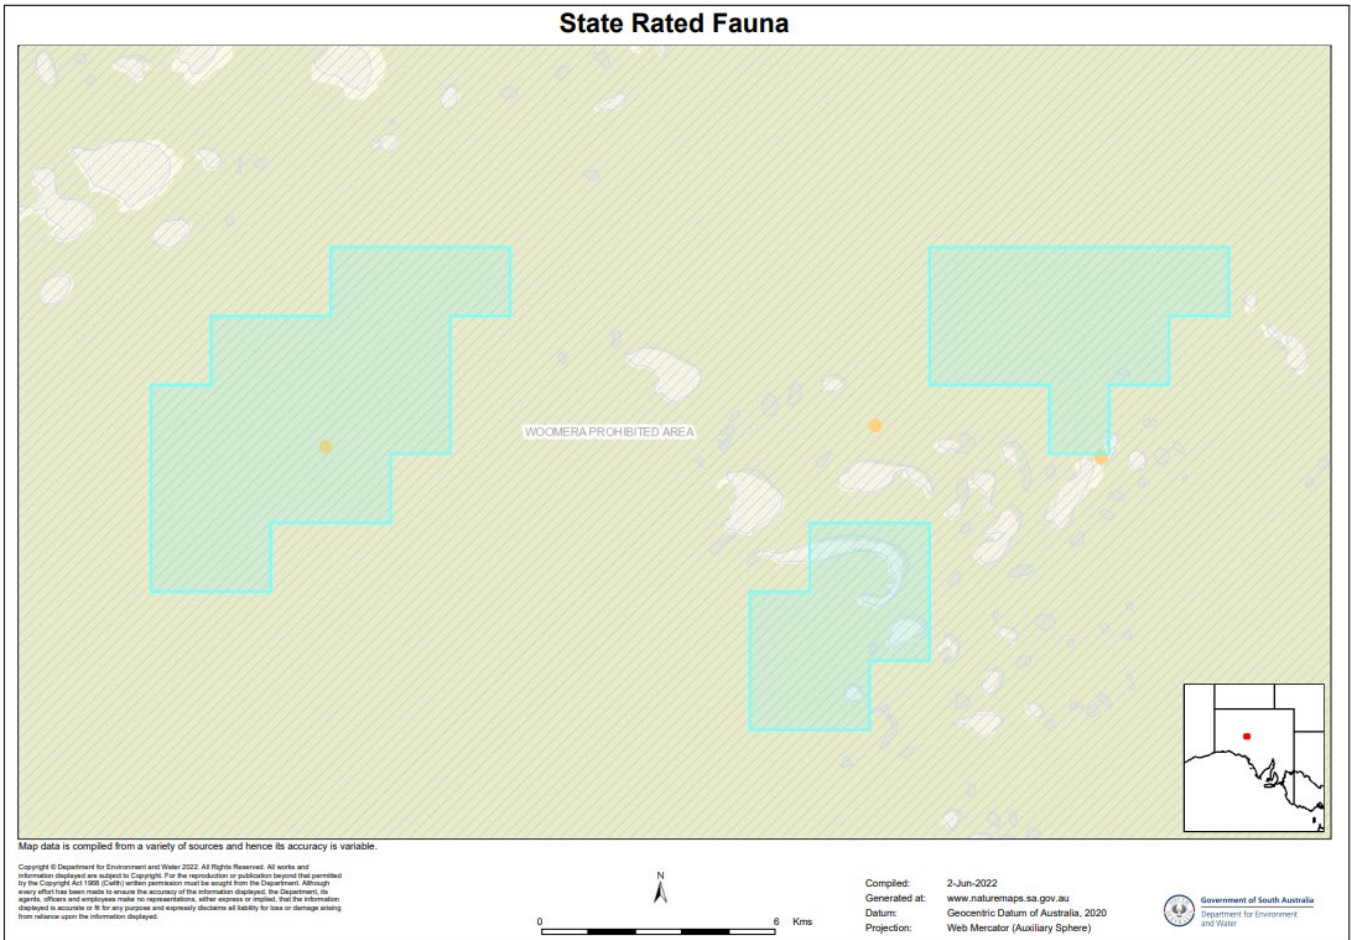 State Rated Fauna
WOOMERA PROHIBITED AREA
Map data is compiled from a variety of sources and hence its accuracy is variable.
Copyright © Department for Environment and Water 2022. All Rights Reserved. All works and
information displayed are subject to Copyright. For the reproduction or publication beyond that permitted
by the Copyright Act 1968 (Cwlth) written permission must be sought from the Department. Although
every effort has been made to ensure the accuracy of the information displayed, the Department, its
agents, officers and employees make no representations, either express or implied, that the information
displayed is accurate or fit for any purpose and expressly disclaims all liability for loss or damage arising
from reliance upon the information displayed.
N
0 6 Kms
Compiled: 2-Jun-2022
Generated at: www.naturemaps.sa.gov.au
Datum: Geocentric Datum of Australia, 2020
Projection: Web Mercator (Auxiliary Sphere)
Government of South Australia
Department for Environment
and Water